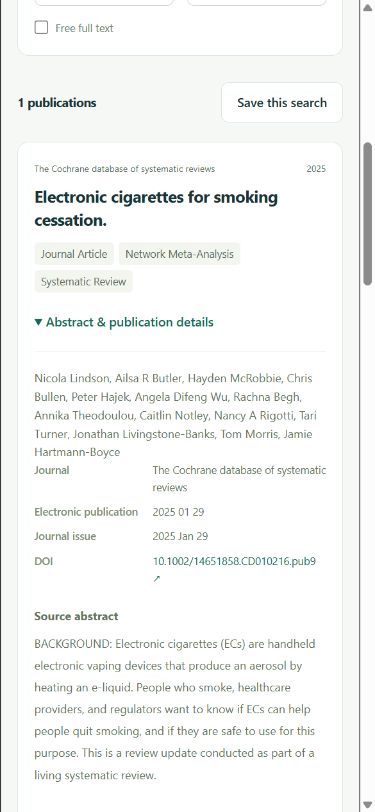 Free full text
1 publications
Save this search
The Cochrane database of systematic reviews
2025
Electronic cigarettes for smoking
cessation.
Journal Article
Network Meta-Analysis
Systematic Review
▼ Abstract & publication details
Nicola Lindson, Ailsa R Butler, Hayden McRobbie, Chris
Bullen, Peter Hajek, Angela Difeng Wu, Rachna Begh,
Annika Theodoulou, Caitlin Notley, Nancy A Rigotti, Tari
Turner, Jonathan Livingstone-Banks, Tom Morris, Jamie
Hartmann-Boyce
Journal
The Cochrane database of systematic
reviews
Electronic publication
2025 01 29
Journal issue
2025 Jan 29
DOI
10.1002/14651858.CD010216.pub9
↗
Source abstract
BACKGROUND: Electronic cigarettes (ECs) are handheld
electronic vaping devices that produce an aerosol by
heating an e-liquid. People who smoke, healthcare
providers, and regulators want to know if ECs can help
people quit smoking, and if they are safe to use for this
purpose. This is a review update conducted as part of a
living systematic review.